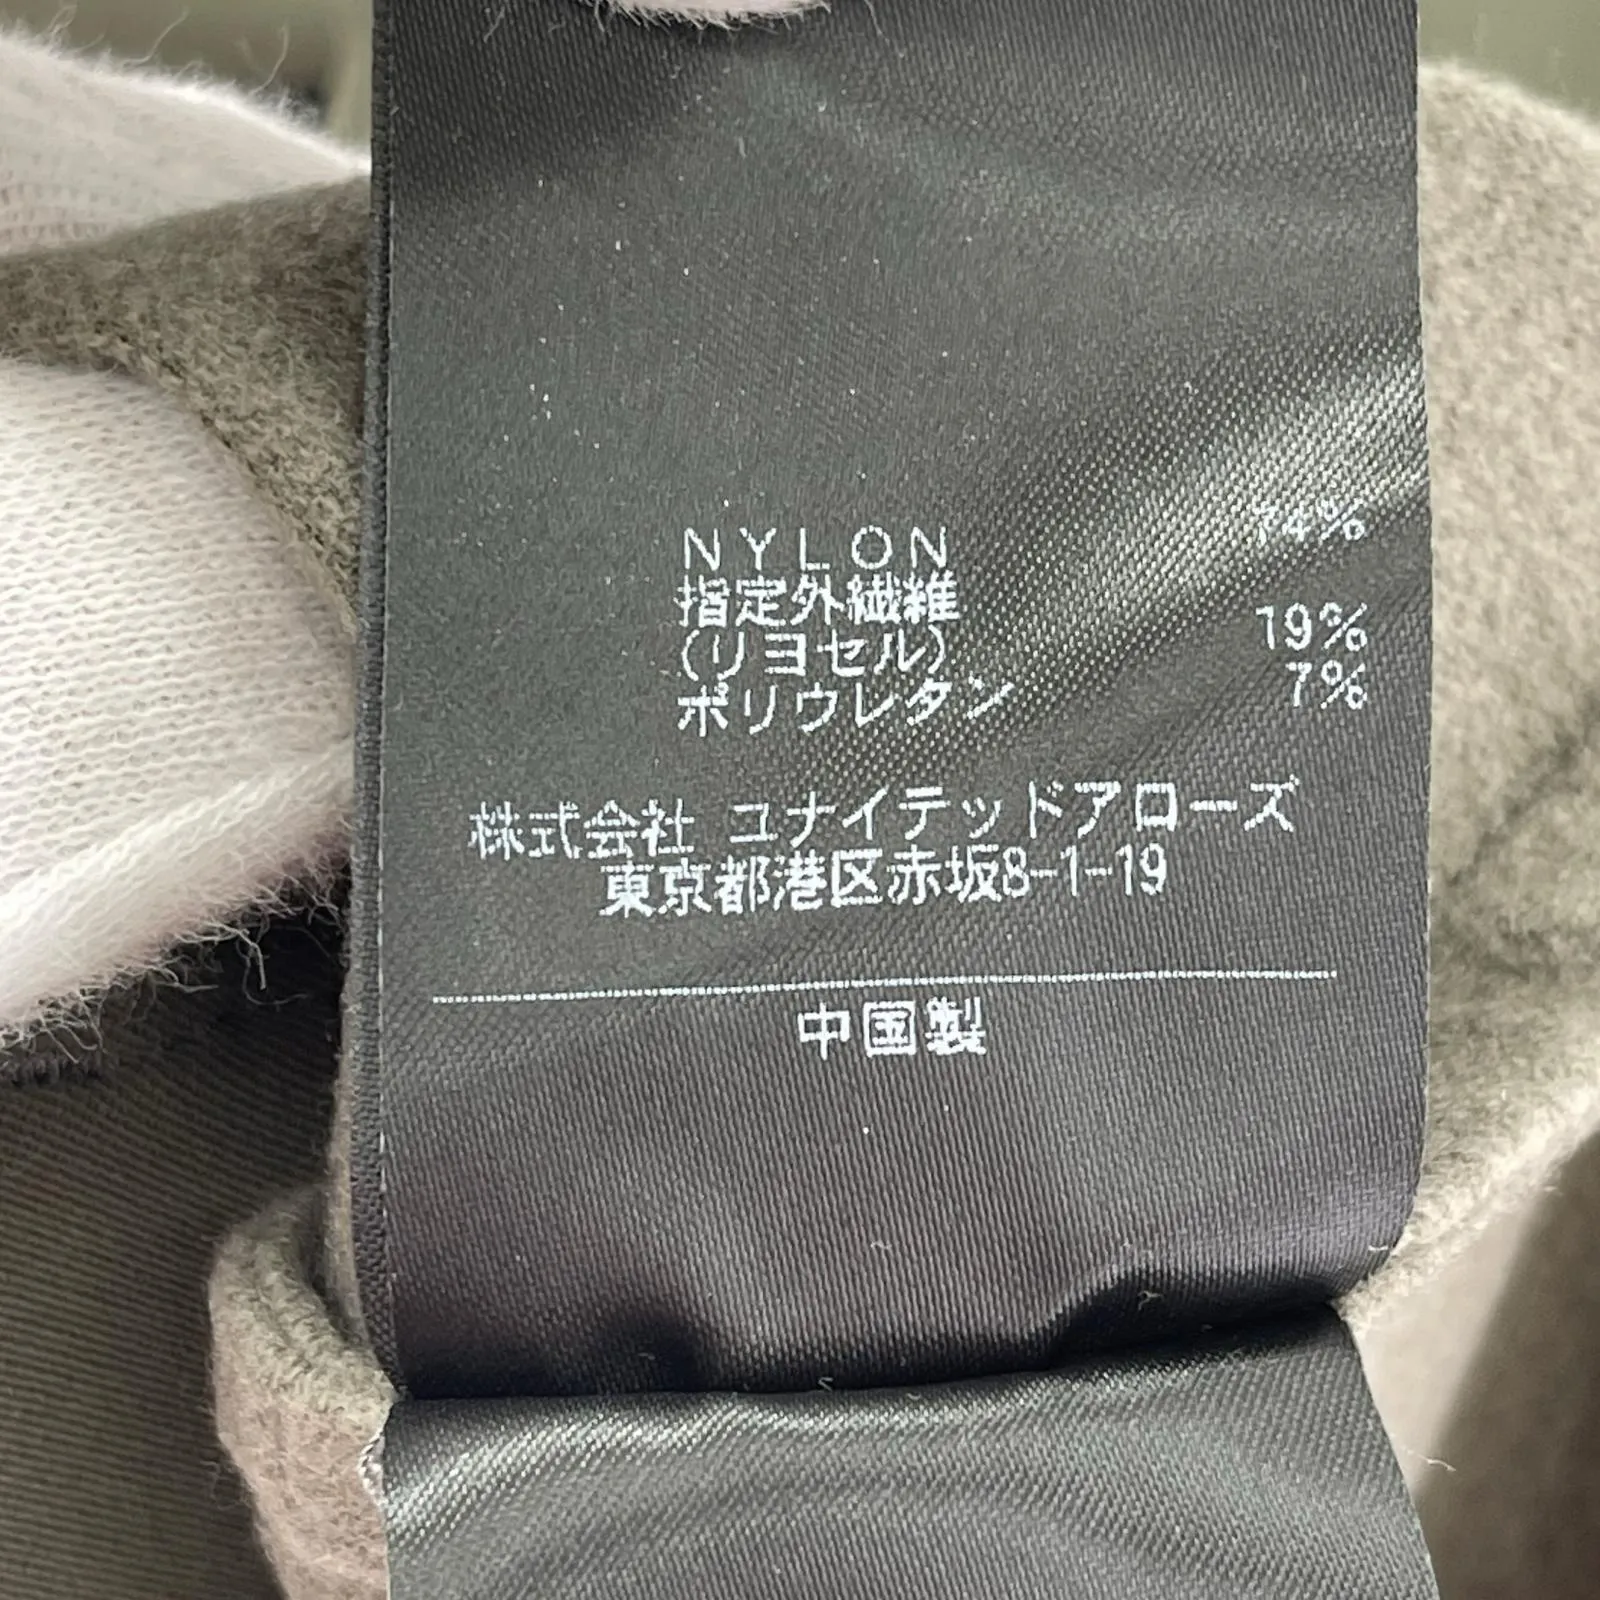 NYLON 74%
指定外繊維
(リヨセル) 19%
ポリウレタン 7%
株式会社 ユナイテッドアローズ
東京都港区赤坂8-1-19
中国製